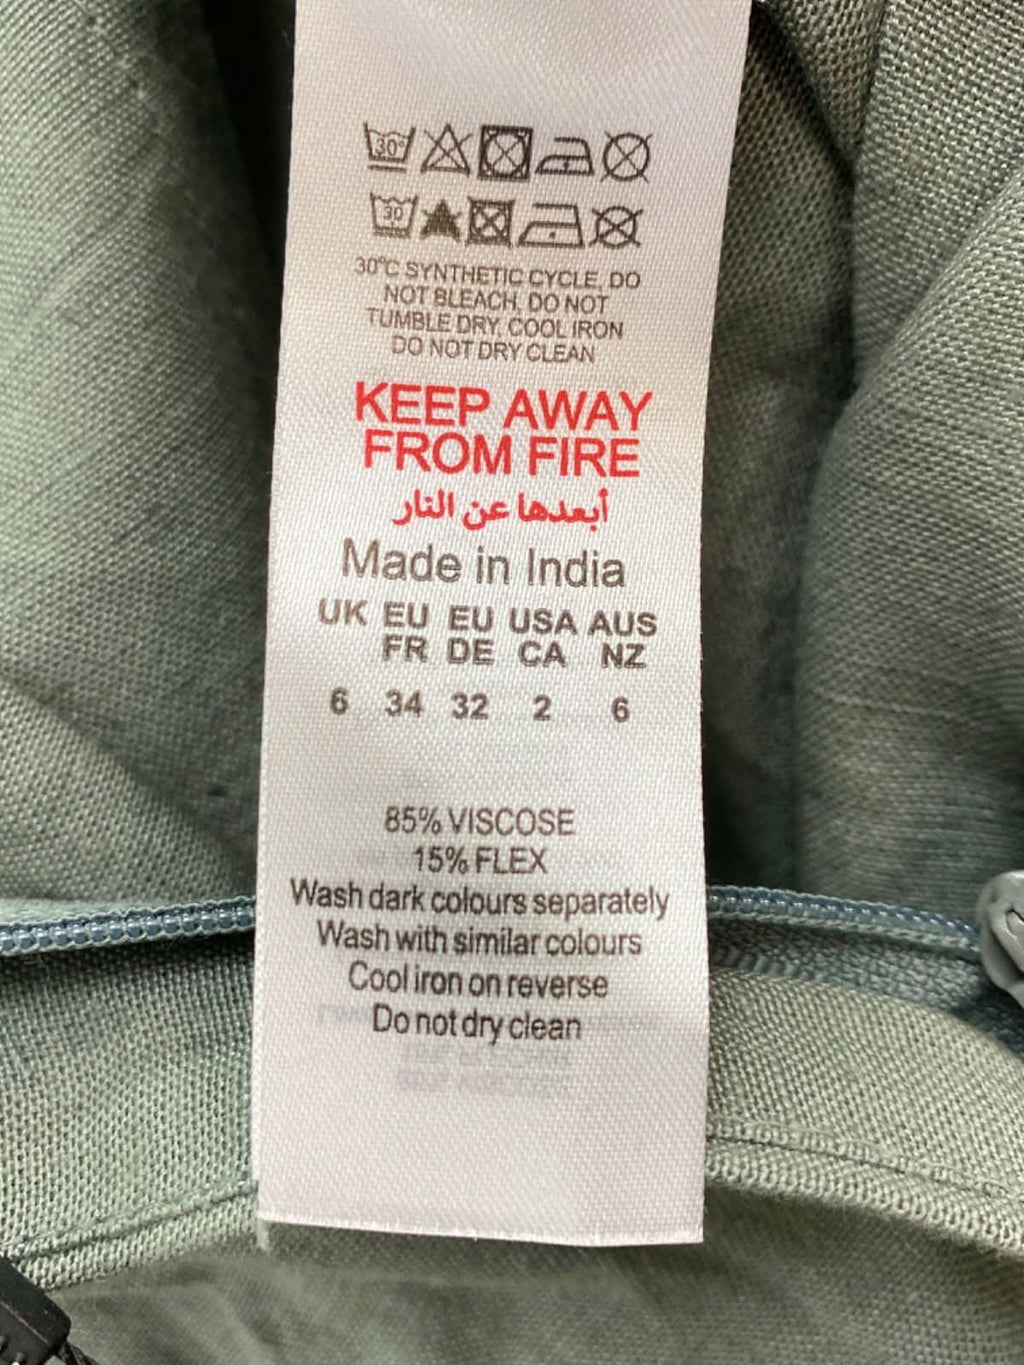 30°
30
30°C SYNTHETIC CYCLE, DO
NOT BLEACH, DO NOT
TUMBLE DRY, COOL IRON
DO NOT DRY CLEAN
KEEP AWAY
FROM FIRE
أبعدها عن النار
Made in India
UK EU EU USA AUS
FR DE CA NZ
6 34 32 2 6
85% VISCOSE
15% FLEX
Wash dark colours separately
Wash with similar colours
Cool iron on reverse
Do not dry clean